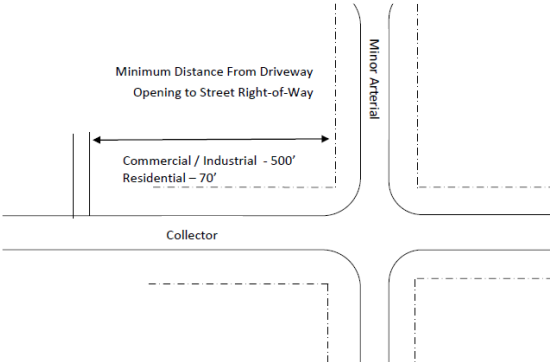 Minimum Distance From Driveway
Opening to Street Right-of-Way
Minor Arterial
Commercial / Industrial - 500’
Residential – 70’
Collector